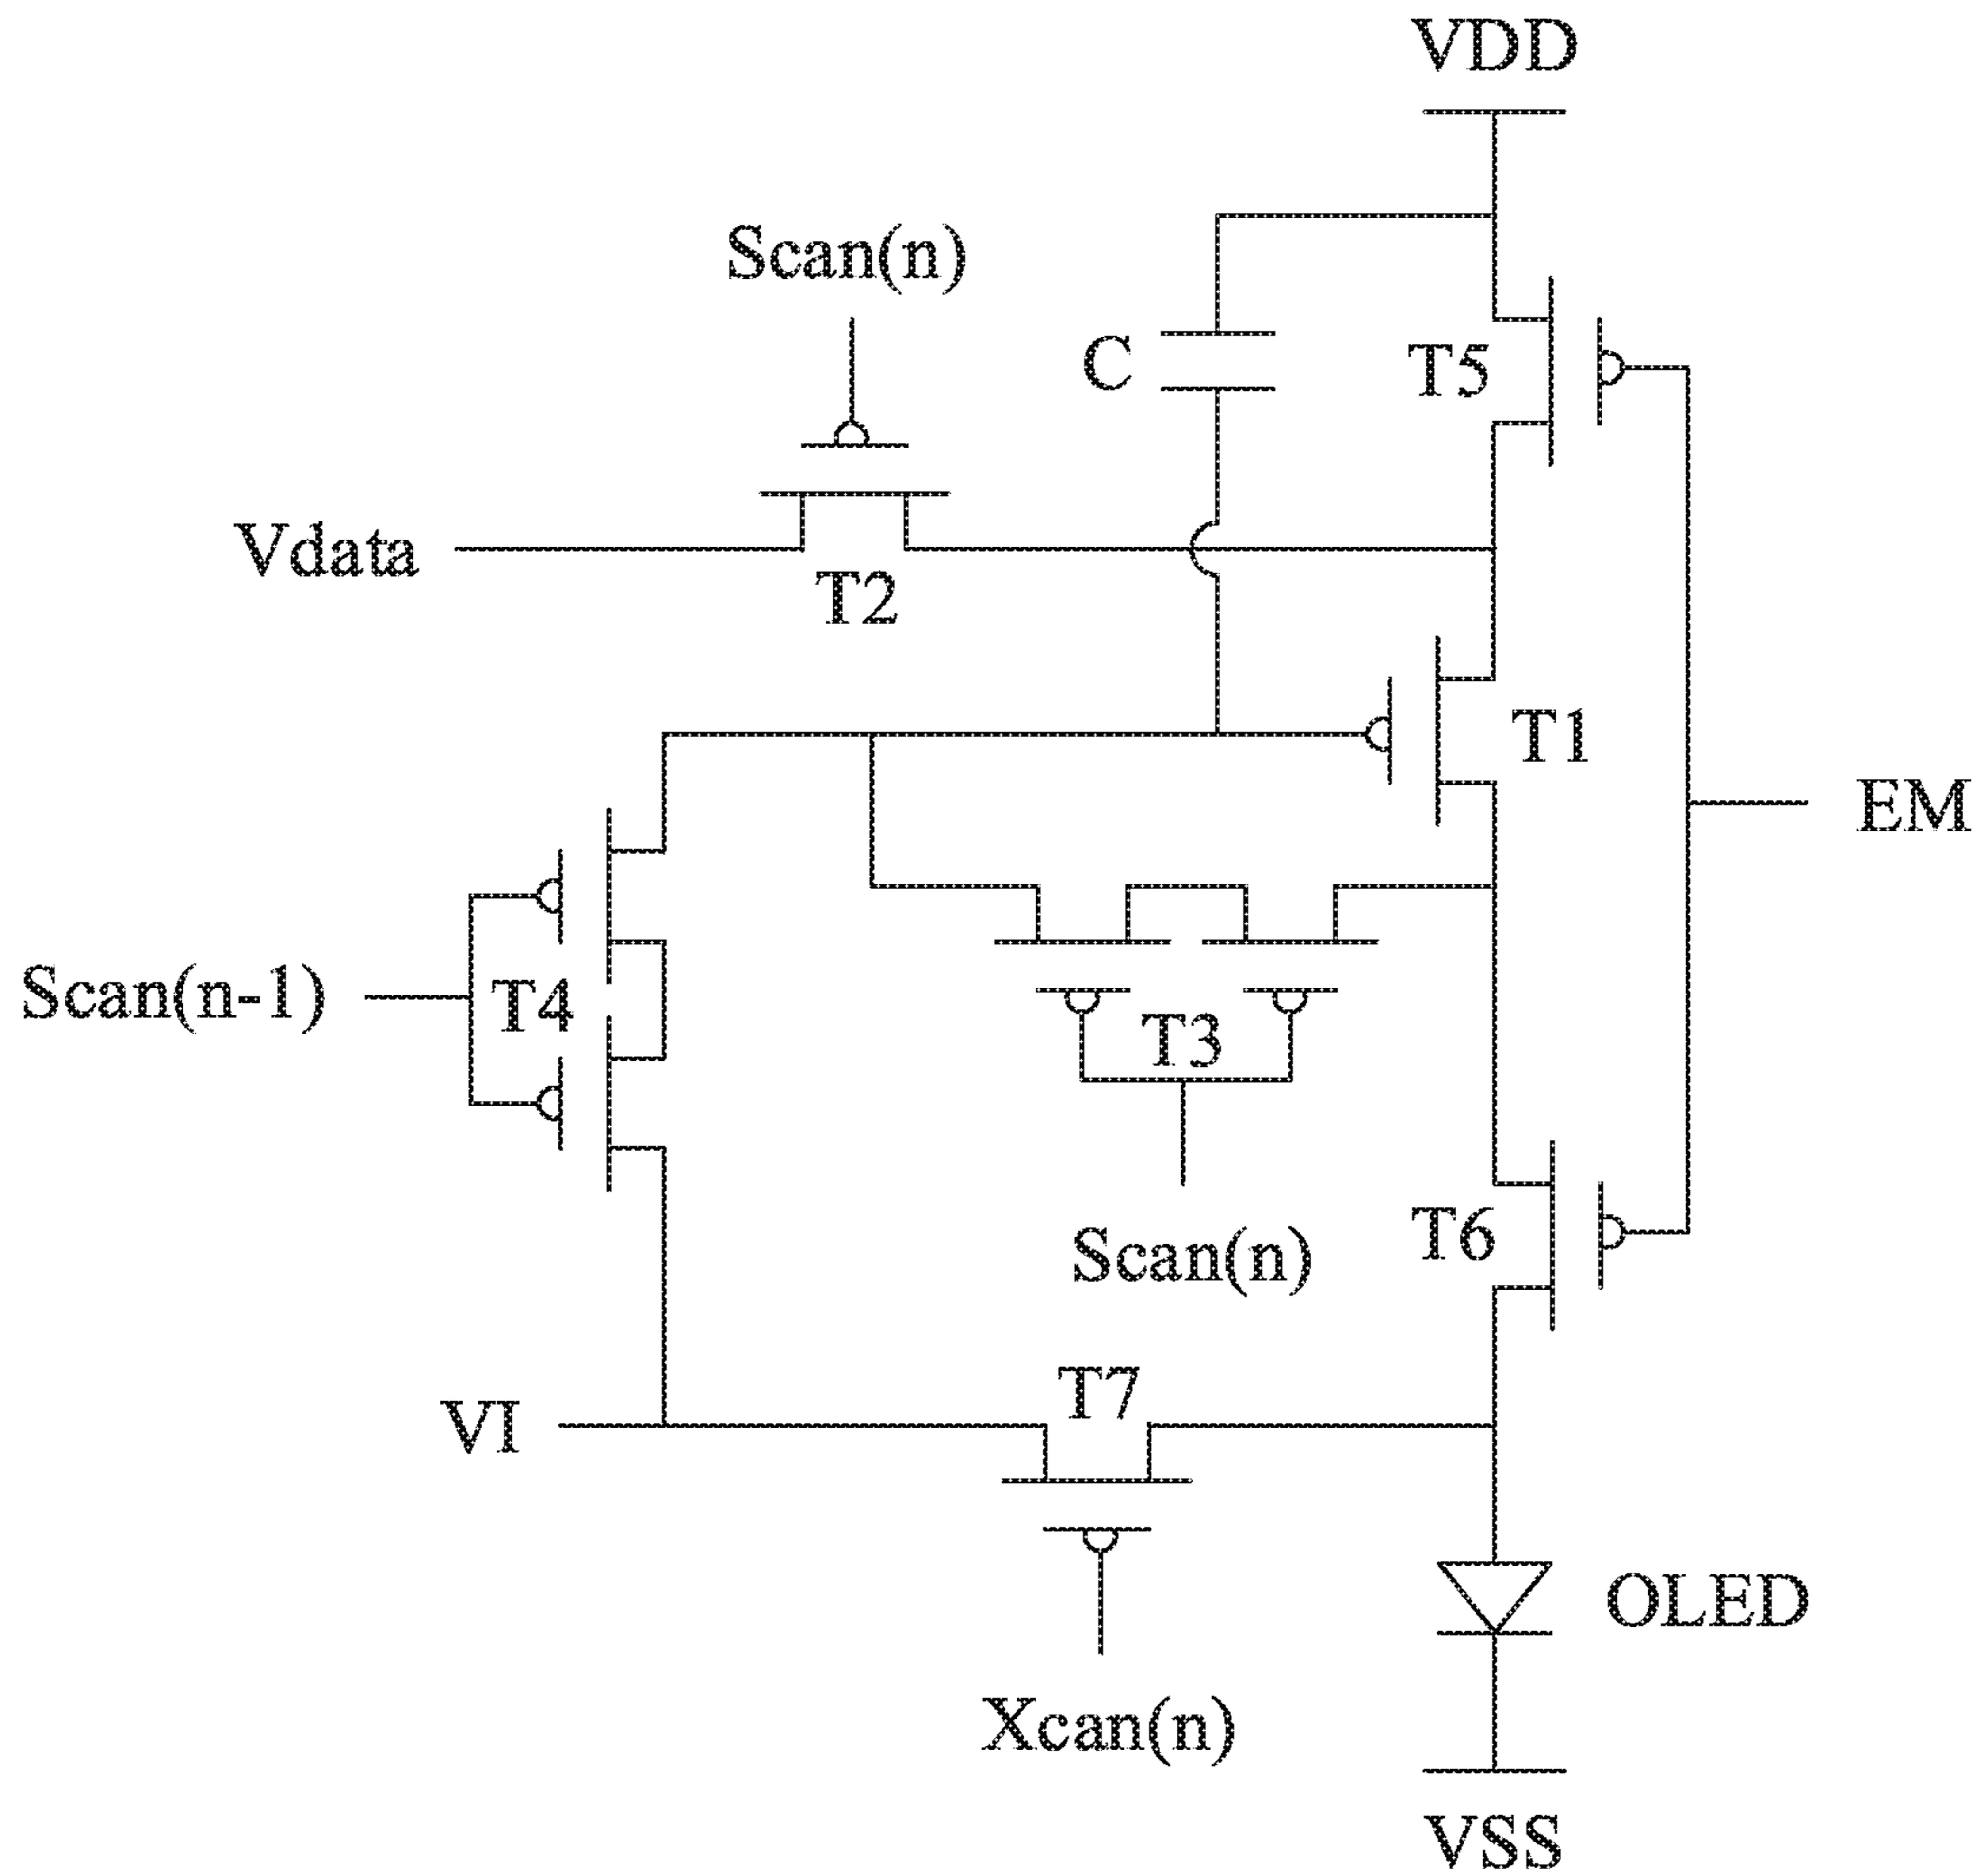 VDD
Scan(n)
C
T5
Vdata
T2
T1
EM
Scan(n-1)
T4
T3
Scan(n)
T6
T7
VI
OLED
Xcan(n)
VSS